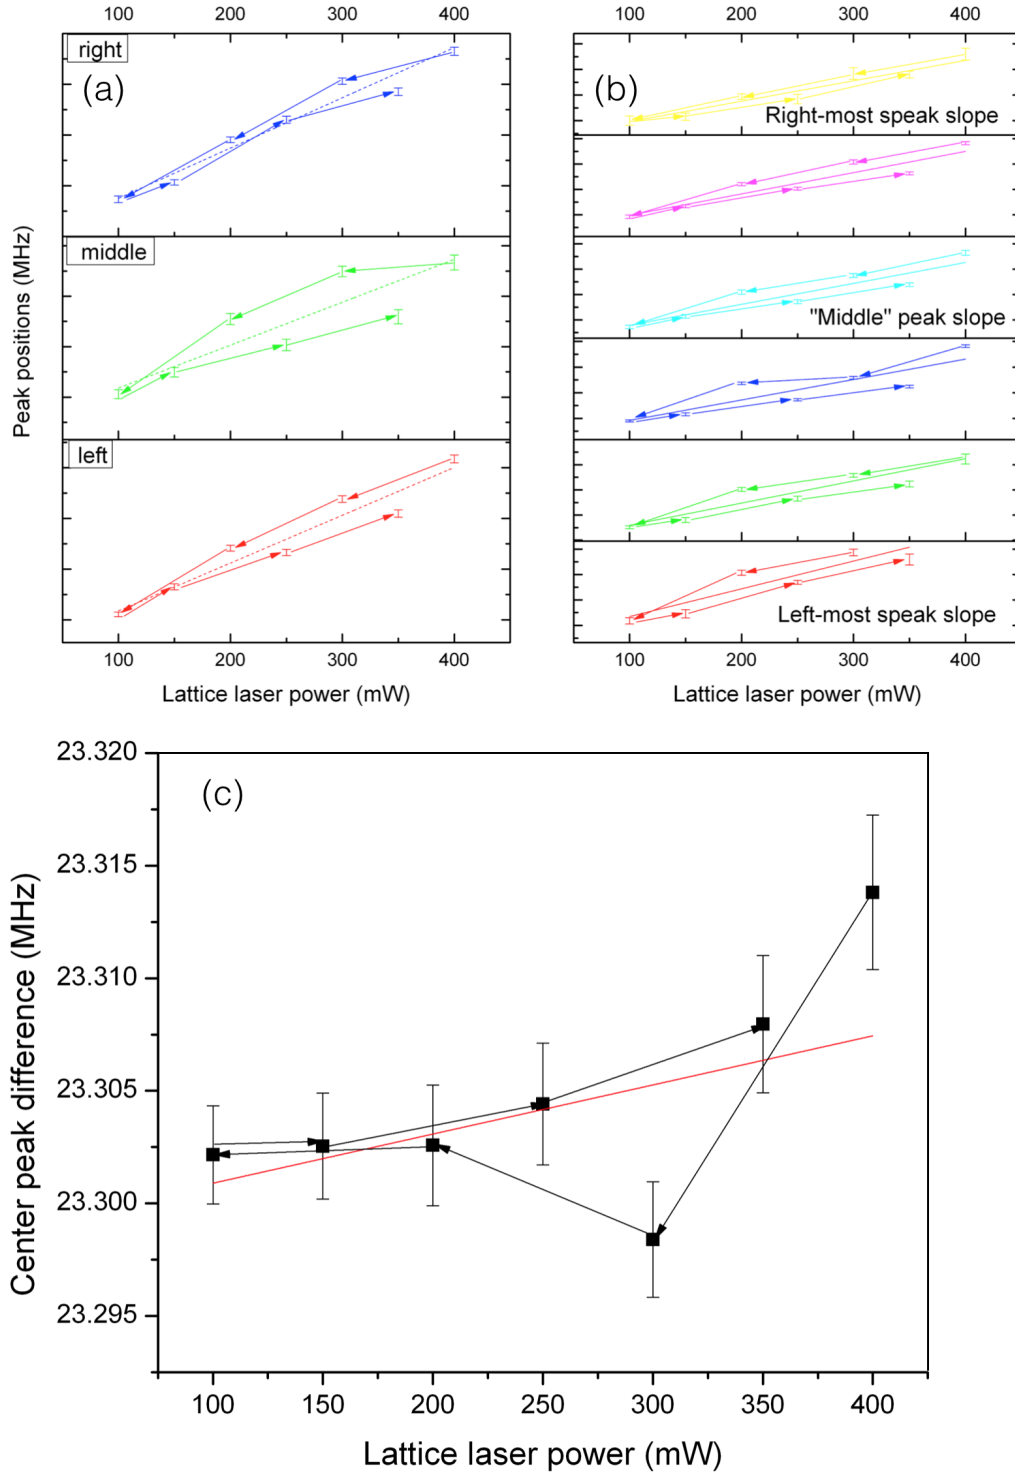 100 200 300 400 100 200 300 400
right
(a)
(b)
Right-most speak slope
middle
"Middle" peak slope
left
Left-most speak slope
Peak positions (MHz)
100 200 300 400 100 200 300 400
Lattice laser power (mW) Lattice laser power (mW)
23.320
(c)
23.315
23.310
23.305
23.300
23.295
Center peak difference (MHz)
100 150 200 250 300 350 400
Lattice laser power (mW)